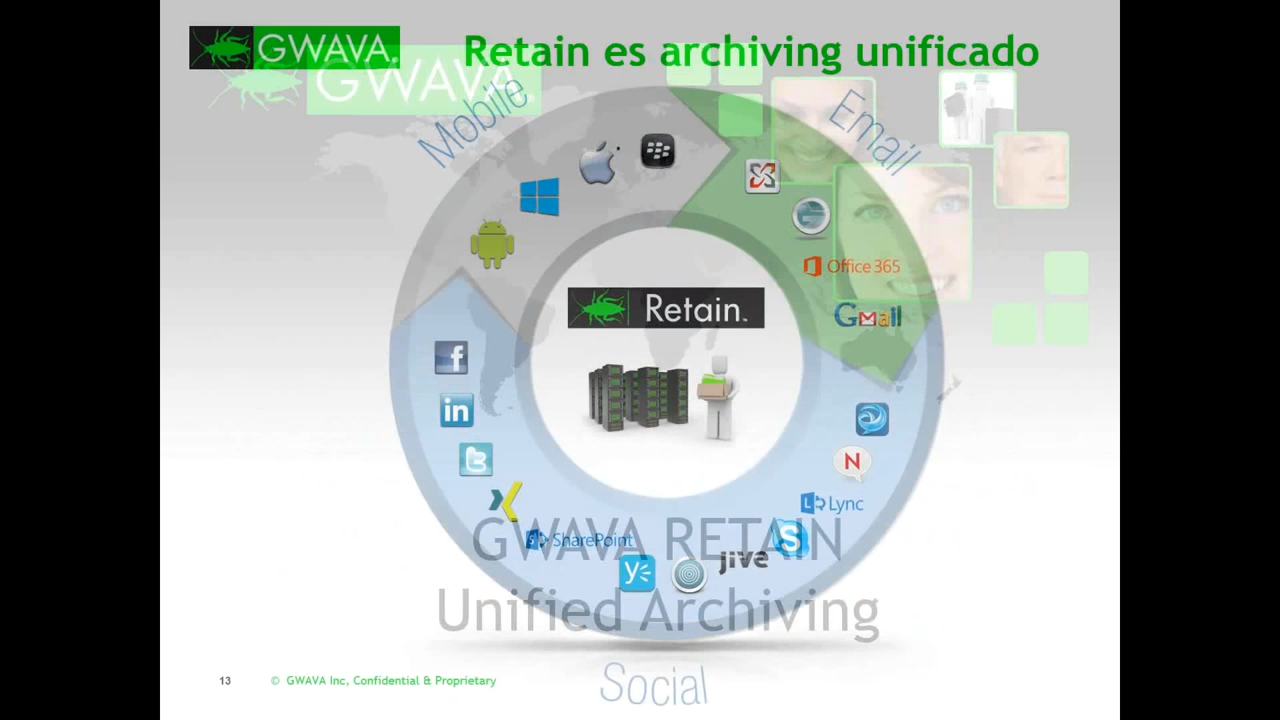 GWAVA.
Retain es archiving unificado
GWAVA.
Mobile
Email
Office 365
Gmail
Retain.
f
in
t
N
Lync
S
SharePoint
GWAVA RETAIN
jive
Unified Archiving
13
© GWAVA Inc, Confidential & Proprietary
Social